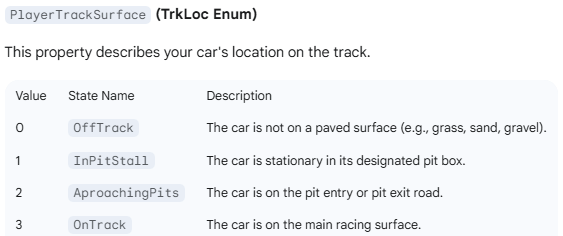 PlayerTrackSurface (TrkLoc Enum)
This property describes your car's location on the track.
Value State Name Description
0 OffTrack The car is not on a paved surface (e.g., grass, sand, gravel).
1 InPitStall The car is stationary in its designated pit box.
2 AproachingPits The car is on the pit entry or pit exit road.
3 OnTrack The car is on the main racing surface.